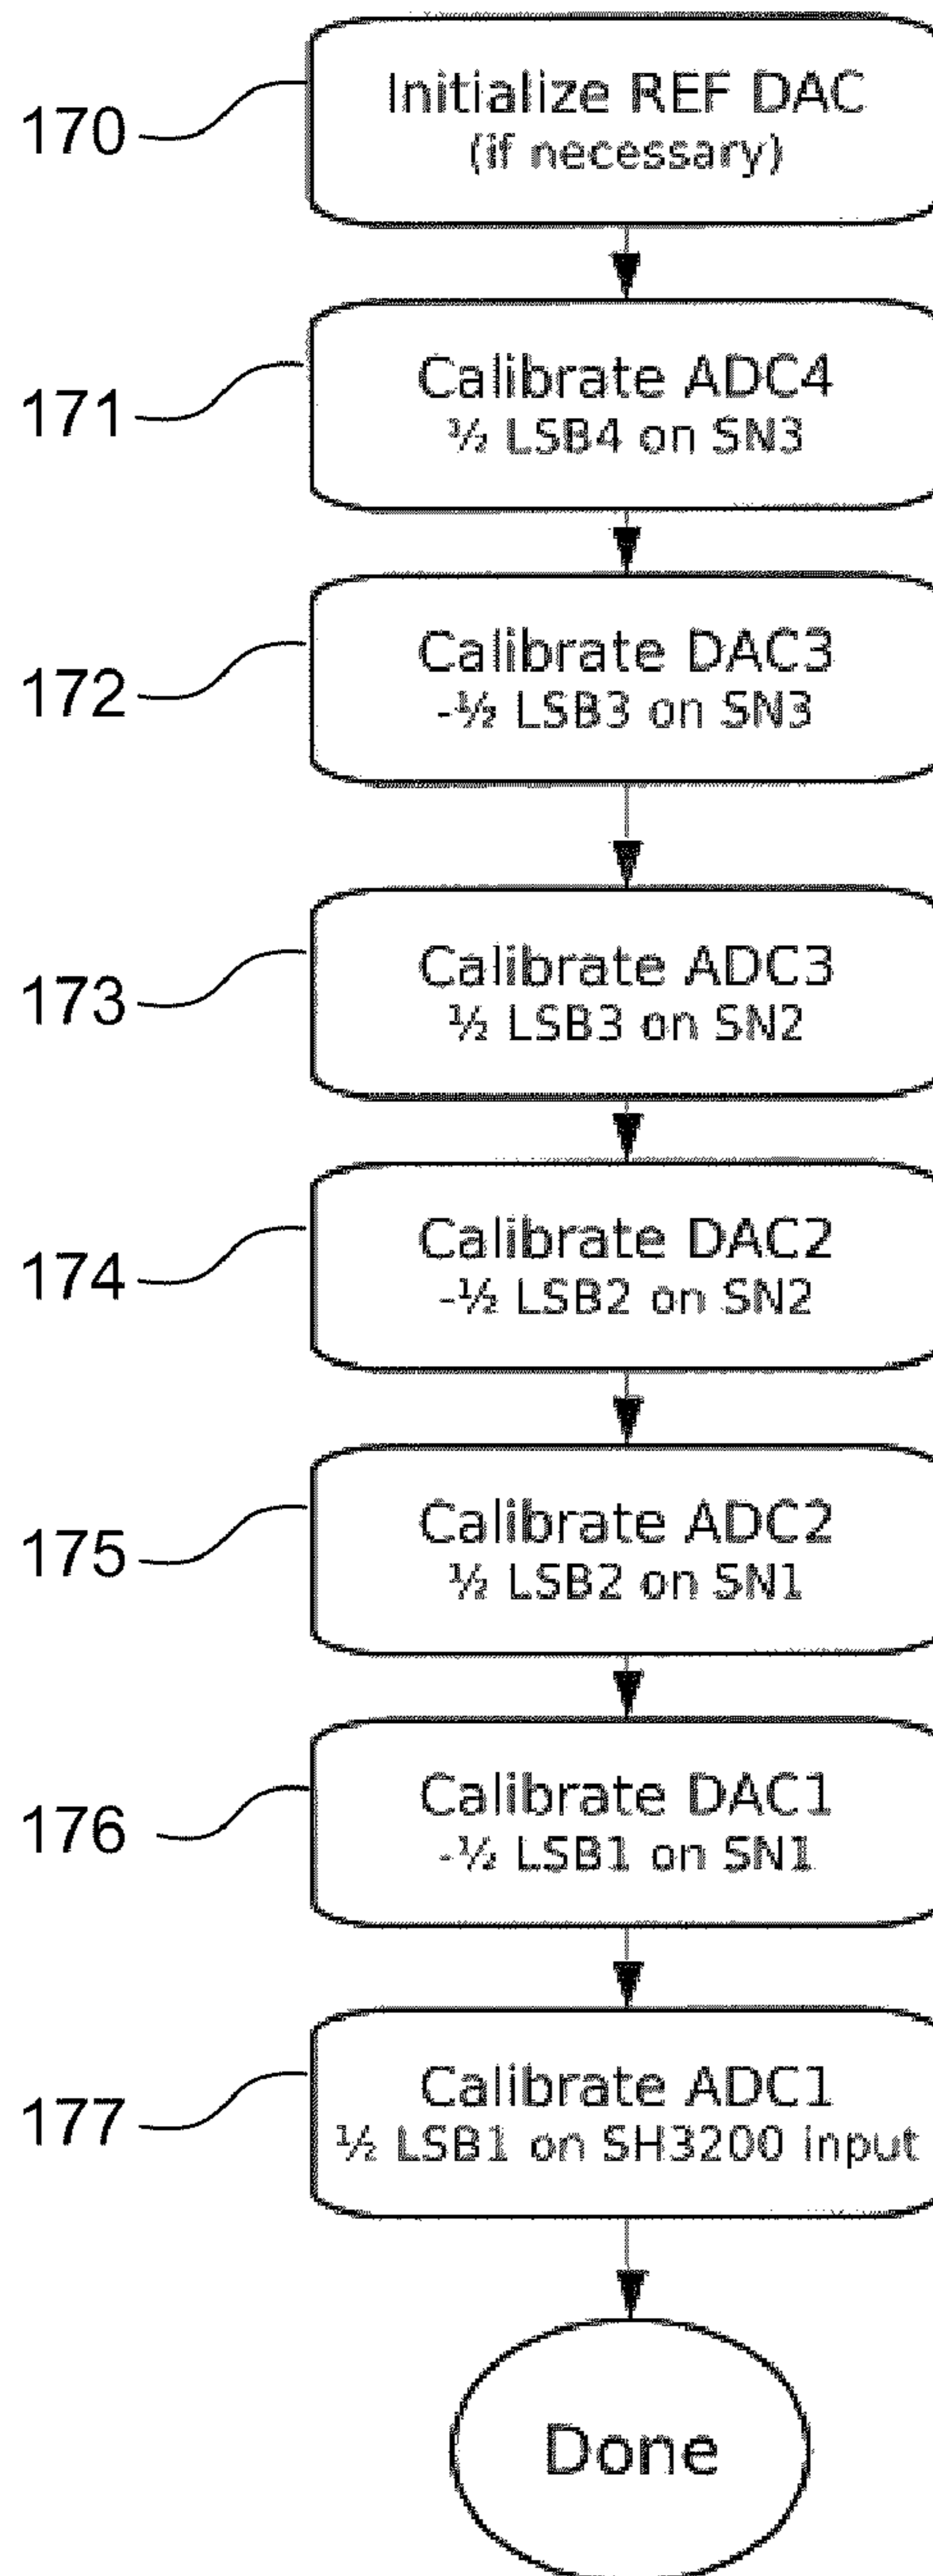 170
Initialize REF DAC
(if necessary)
171
Calibrate ADC4
½ LSB4 on SN3
172
Calibrate DAC3
-½ LSB3 on SN3
173
Calibrate ADC3
½ LSB3 on SN2
174
Calibrate DAC2
-½ LSB2 on SN2
175
Calibrate ADC2
½ LSB2 on SN1
176
Calibrate DAC1
-½ LSB1 on SN1
177
Calibrate ADC1
½ LSB1 on SH3200 input
Done